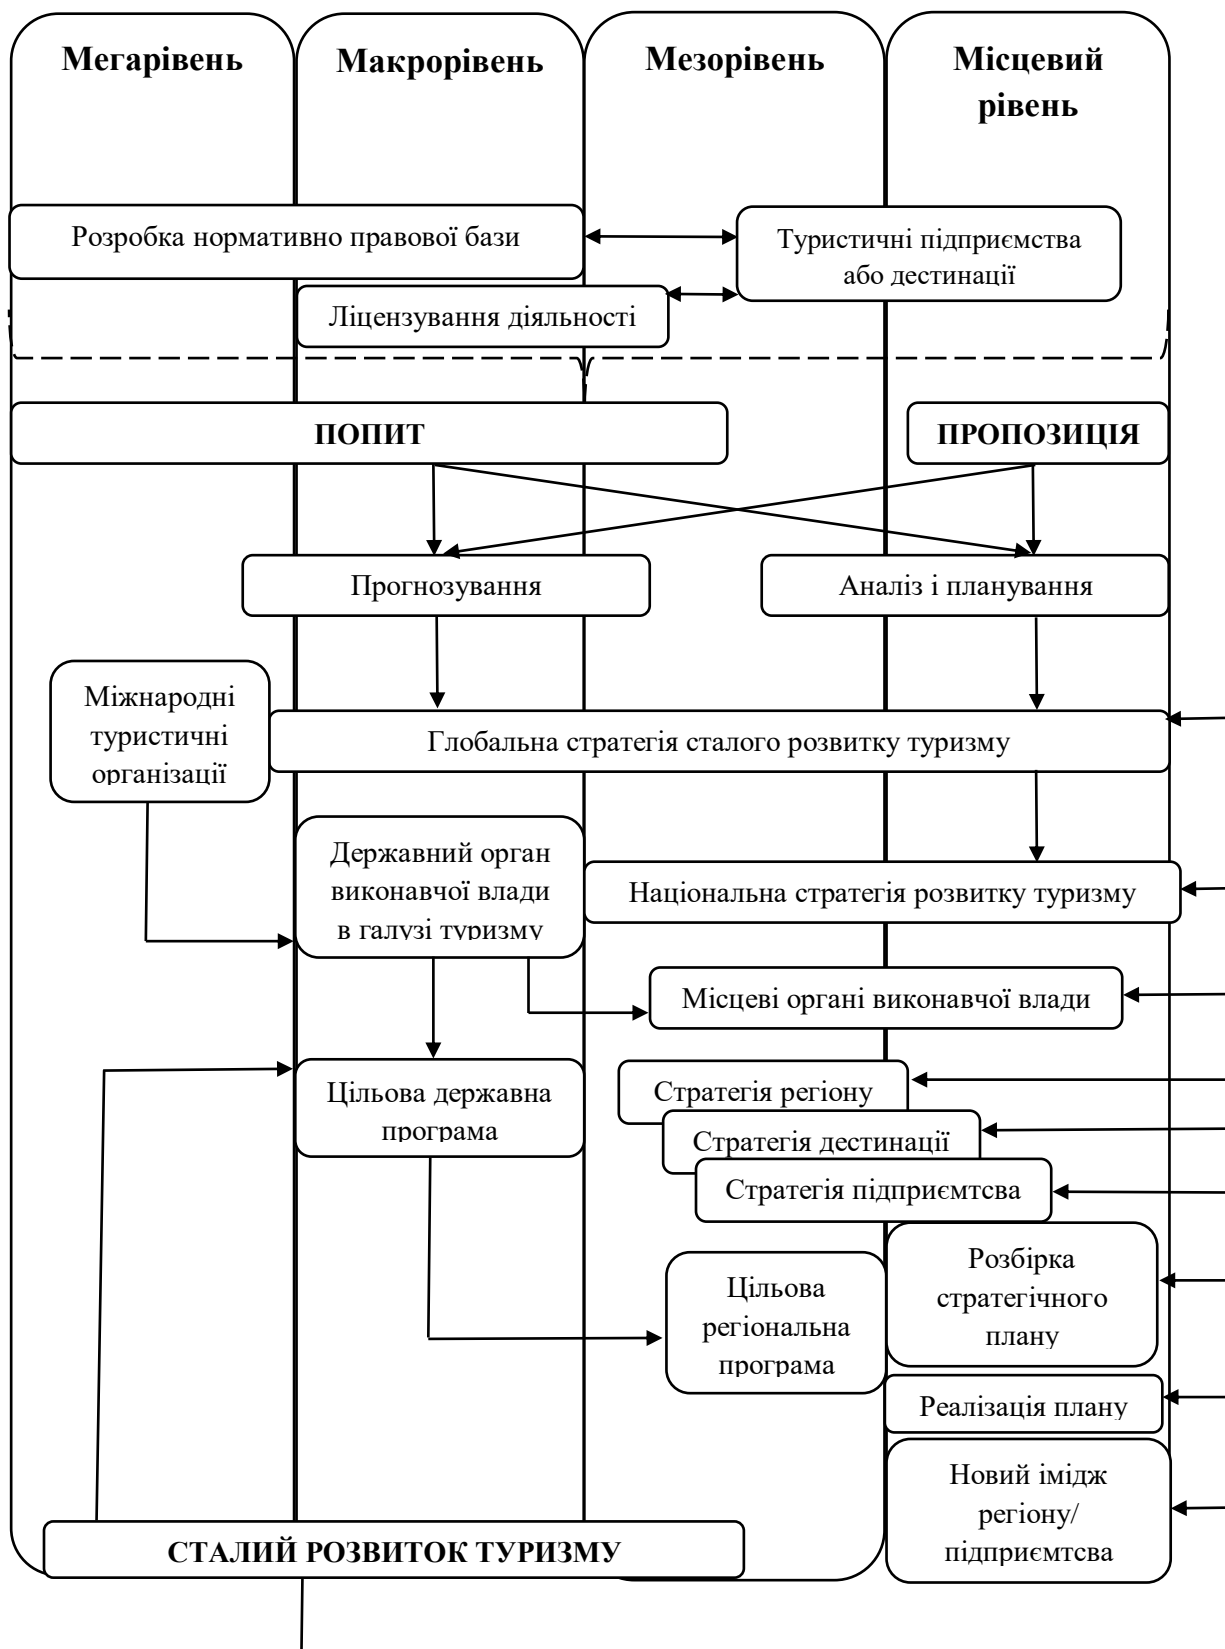 Мегарівень
Макрорівень
Мезорівень
Місцевий
рівень
Розробка нормативно правової бази
Туристичні підприємства
або дестинації
Ліцензування діяльності
ПОПИТ
ПРОПОЗИЦІЯ
Прогнозування
Аналіз і планування
Міжнародні
туристичні
організації
Глобальна стратегія сталого розвитку туризму
Державний орган
виконавчої влади
в галузі туризму
Національна стратегія розвитку туризму
Місцеві органі виконавчої влади
Цільова державна
програма
Стратегія регіону
Стратегія дестинації
Стратегія підприємтсва
Розбірка
стратегічного
плану
Цільова
регіональна
програма
Реалізація плану
Новий імідж
регіону/
підприємтсва
СТАЛИЙ РОЗВИТОК ТУРИЗМУ